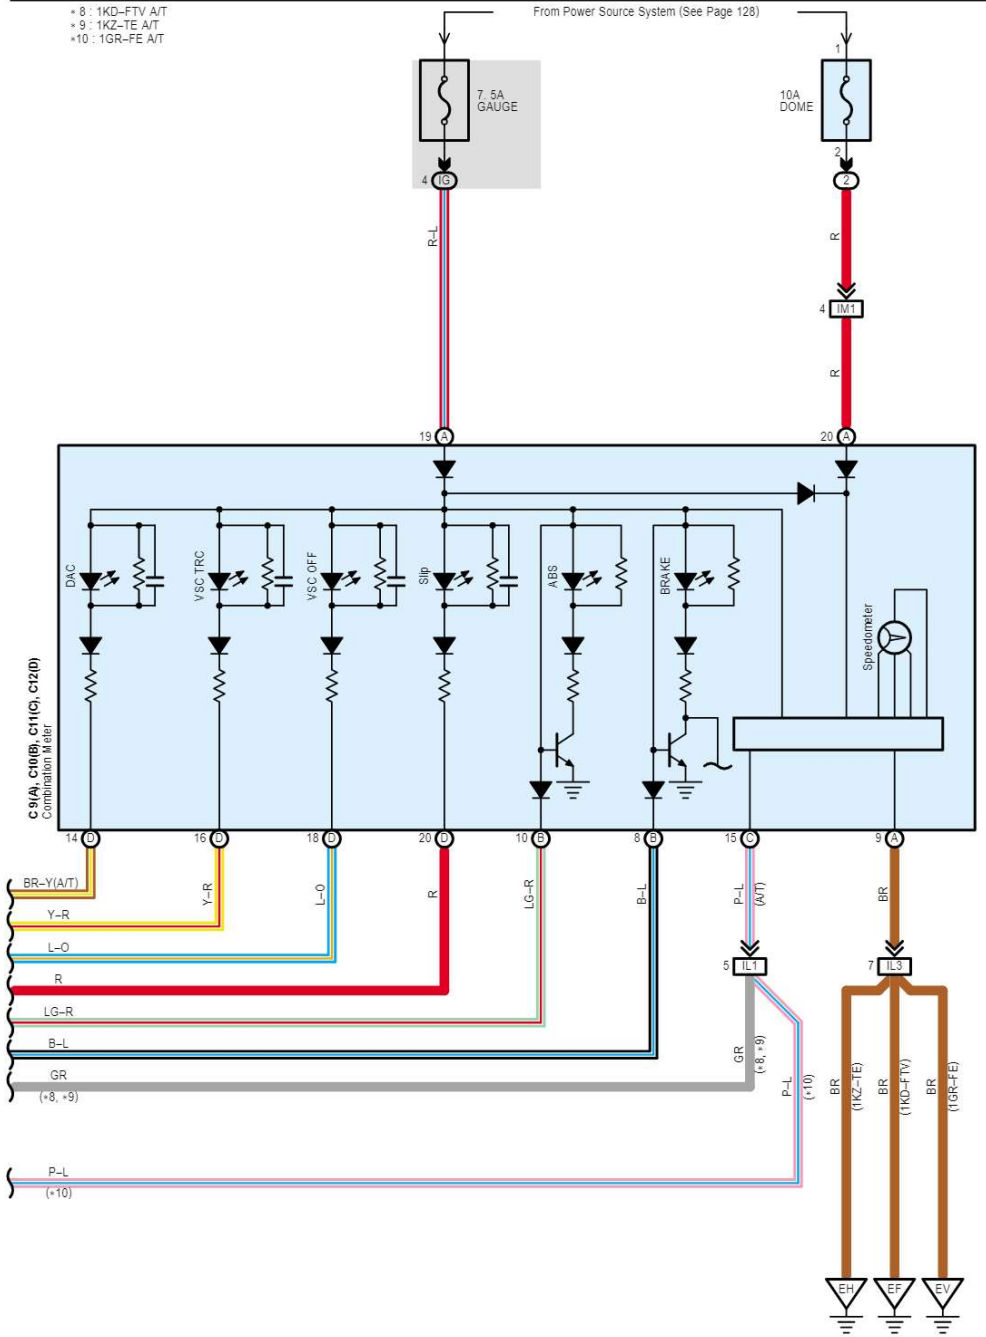 * 8 : 1KD–FTV A/T
* 9 : 1KZ–TE A/T
*10 : 1GR–FE A/T
From Power Source System (See Page 128)
1
7. 5A
GAUGE
10A
DOME
2
4 IG
2
R–L
R
4 IM1
R
19 A
20 A
DAC
VSC TRC
VSC OFF
Slip
ABS
BRAKE
Speedometer
C 9(A), C10(B), C11(C), C12(D)
Combination Meter
14 D
16 D
18 D
20 D
10 B
8 B
15 C
9 A
BR–Y(A/T)
Y–R
L–O
R
LG–R
B–L
P–L
(A/T)
BR
Y–R
L–O
R
LG–R
B–L
GR
(*8, *9)
5 IL1
7 IL3
GR
(*8, *9)
P–L
(*10)
BR
(1KZ–TE)
BR
(1KD–FTV)
BR
(1GR–FE)
P–L
(*10)
EH
EF
EV